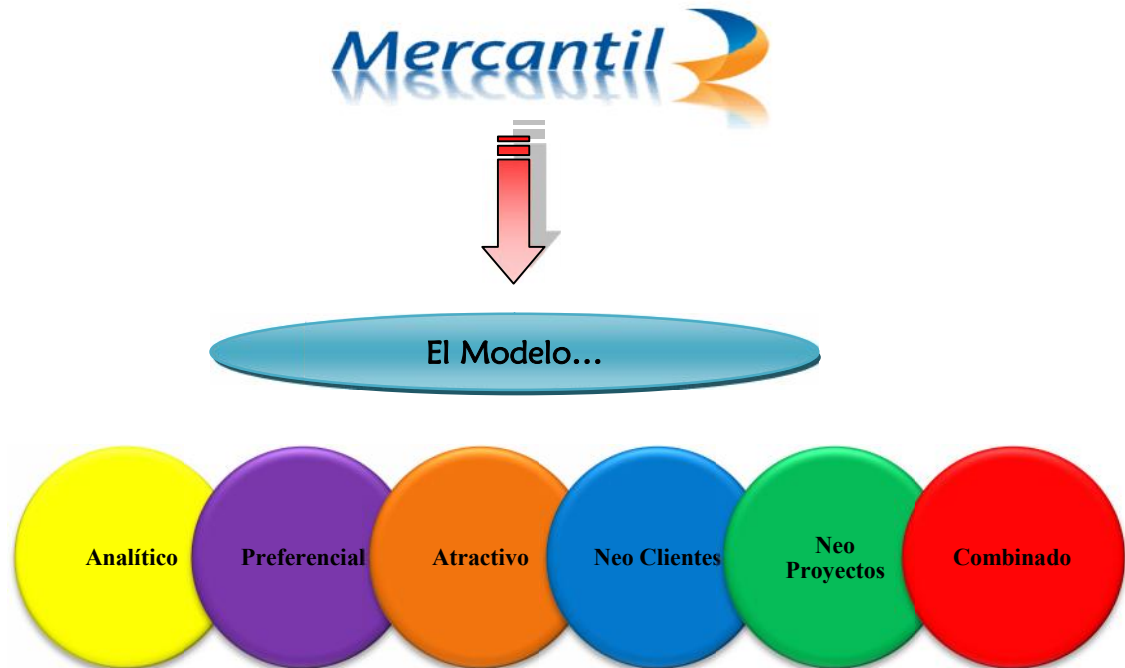 Mercantil
El Modelo...
Analítico
Preferencial
Atractivo
Neo Clientes
Neo
Proyectos
Combinado